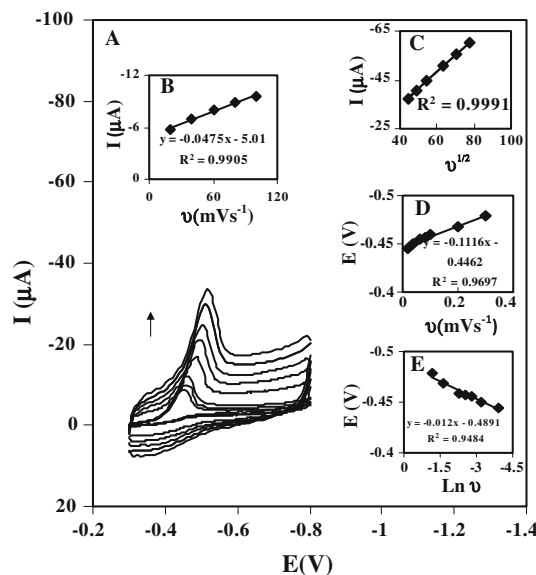 A
-100
-80
-60
-40
-20
0
20
-0.2
-0.4
-0.6
-0.8
-1
-1.2
-1.4
I (μA)
E(V)
B
-12
-6
0
0
60
120
I (μA)
y = -0.0475x - 5.01
R² = 0.9905
υ(mVs⁻¹)
C
-65
-45
-25
40
60
80
100
I (μA)
R² = 0.9991
υ^1/2
D
-0.5
-0.45
-0.4
0
0.2
0.4
E (V)
y = -0.1116x -
0.4462
R² = 0.9697
υ(mVs⁻¹)
E
-0.5
-0.45
-0.4
0
-1.5
-3
-4.5
E (V)
y = -0.012x - 0.4891
R² = 0.9484
Ln υ